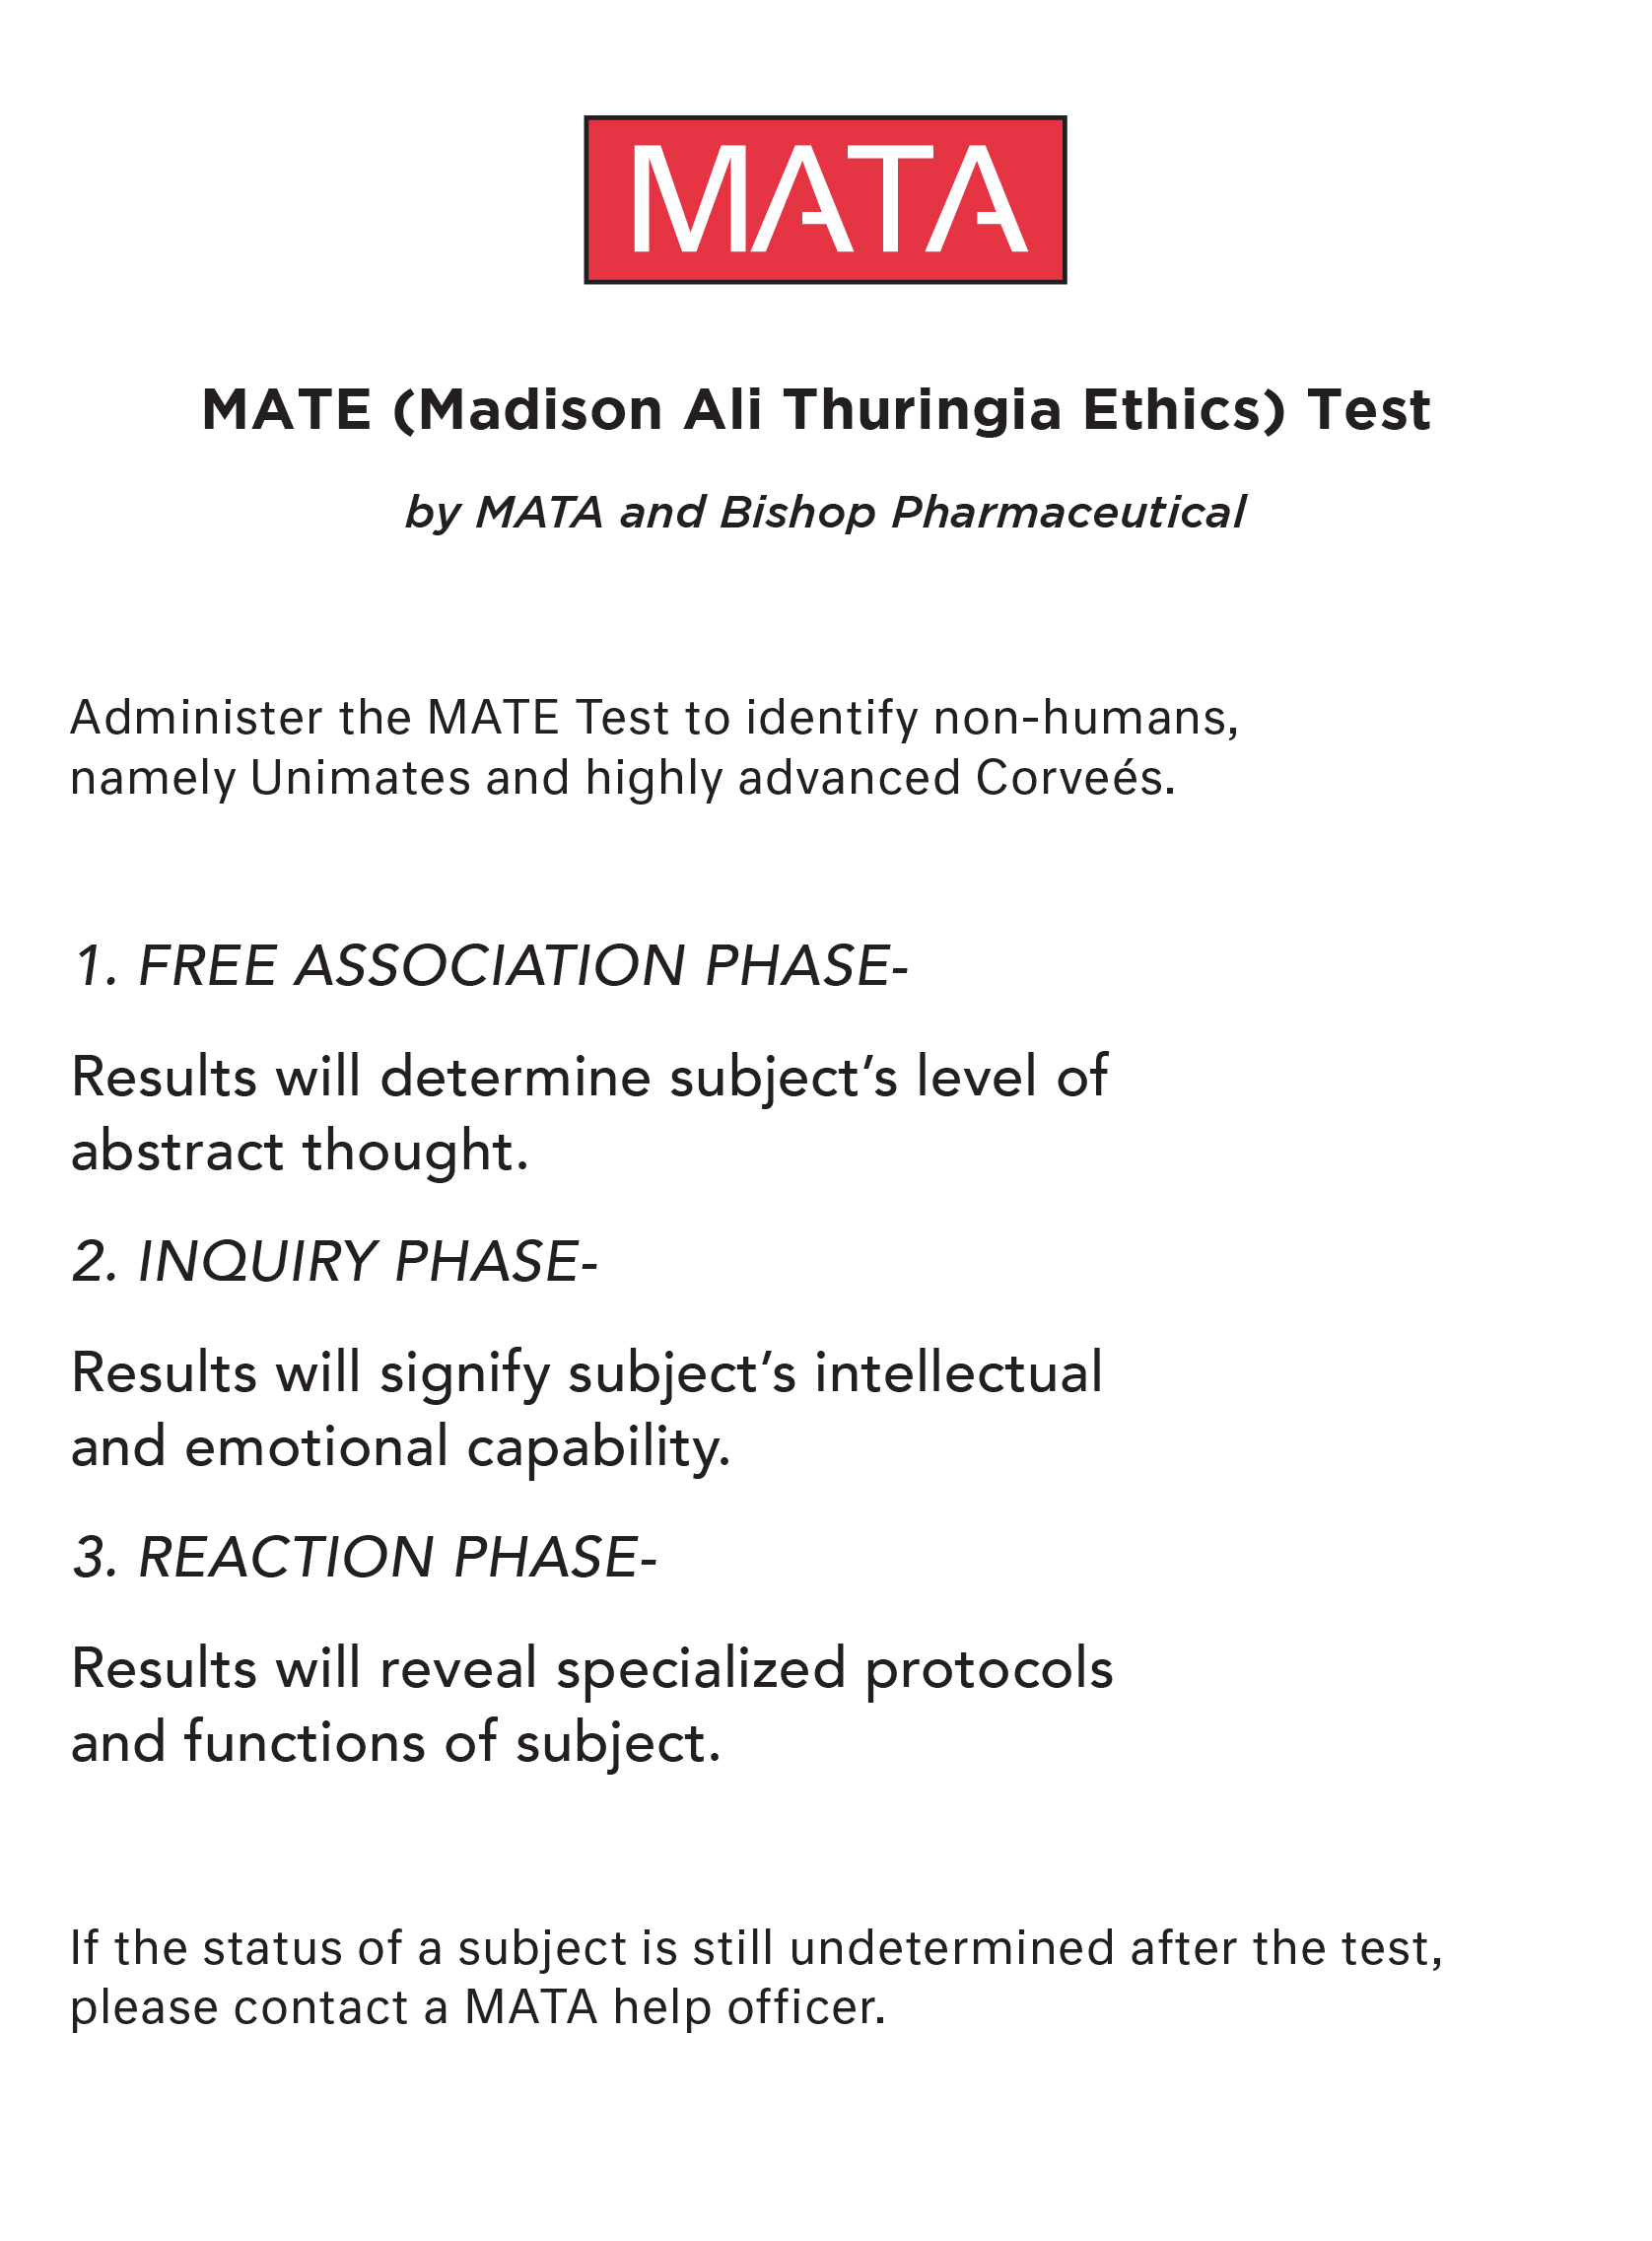 MATA
MATE (Madison Ali Thuringia Ethics) Test
by MATA and Bishop Pharmaceutical
Administer the MATE Test to identify non-humans,
namely Unimates and highly advanced Corveés.
1. FREE ASSOCIATION PHASE-
Results will determine subject’s level of
abstract thought.
2. INQUIRY PHASE-
Results will signify subject’s intellectual
and emotional capability.
3. REACTION PHASE-
Results will reveal specialized protocols
and functions of subject.
If the status of a subject is still undetermined after the test,
please contact a MATA help officer.